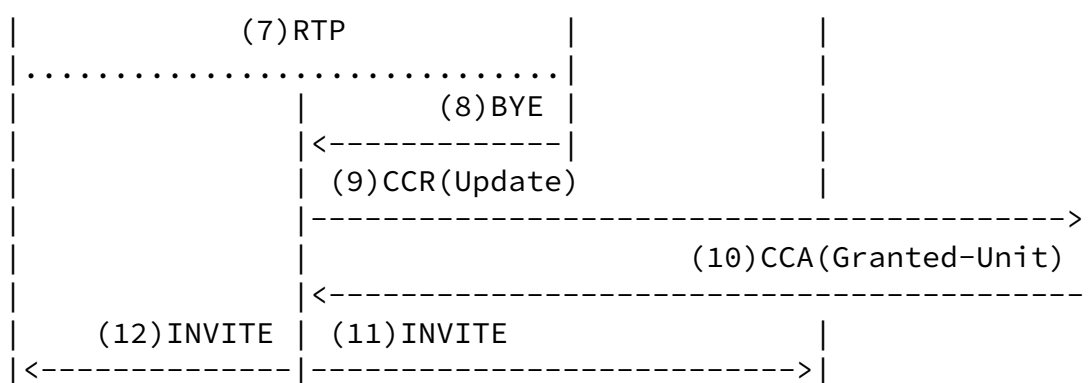 (7)RTP
(8)BYE
(9)CCR(Update)
(10)CCA(Granted-Unit)
(12)INVITE (11)INVITE